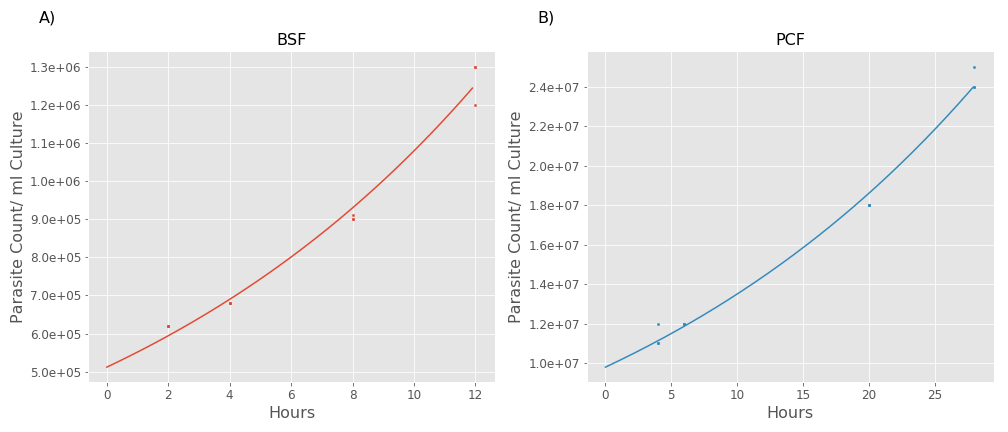 A)
BSF
1.3e+06
1.2e+06
1.1e+06
1.0e+06
9.0e+05
8.0e+05
7.0e+05
6.0e+05
5.0e+05
Parasite Count/ ml Culture
0 2 4 6 8 10 12
Hours
B)
PCF
2.4e+07
2.2e+07
2.0e+07
1.8e+07
1.6e+07
1.4e+07
1.2e+07
1.0e+07
Parasite Count/ ml Culture
0 5 10 15 20 25
Hours